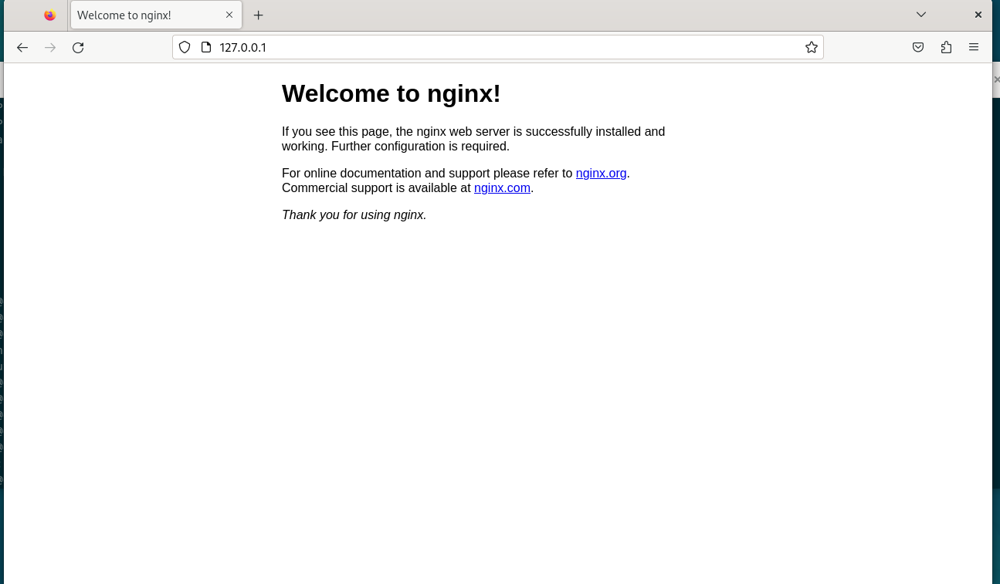 Welcome to nginx!
127.0.0.1
Welcome to nginx!
If you see this page, the nginx web server is successfully installed and
working. Further configuration is required.
For online documentation and support please refer to nginx.org.
Commercial support is available at nginx.com.
Thank you for using nginx.